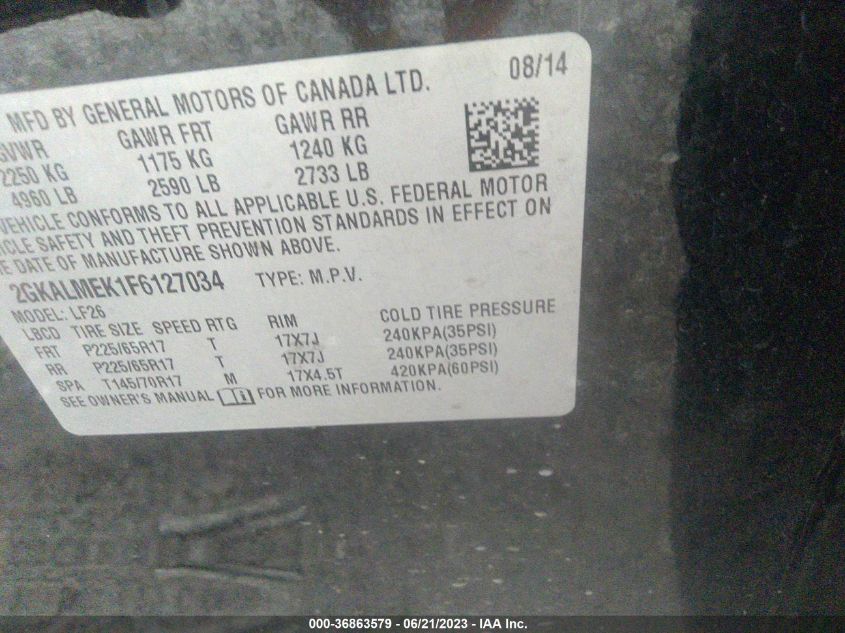 MFD BY GENERAL MOTORS OF CANADA LTD. 08/14
GVWR GAWR FRT GAWR RR
2250 KG 1175 KG 1240 KG
4960 LB 2590 LB 2733 LB
VEHICLE CONFORMS TO ALL APPLICABLE U.S. FEDERAL MOTOR
ICLE SAFETY AND THEFT PREVENTION STANDARDS IN EFFECT ON
E DATE OF MANUFACTURE SHOWN ABOVE.
2GKALMEK1F6127034 TYPE: M.P.V.
MODEL: LF26
LBCD TIRE SIZE SPEED RTG RIM COLD TIRE PRESSURE
FRT P225/65R17 T 17X7J 240KPA(35PSI)
RR P225/65R17 T 17X7J 240KPA(35PSI)
SPA T145/70R17 M 17X4.5T 420KPA(60PSI)
SEE OWNER'S MANUAL FOR MORE INFORMATION.
000-36863579 - 06/21/2023 - IAA Inc.